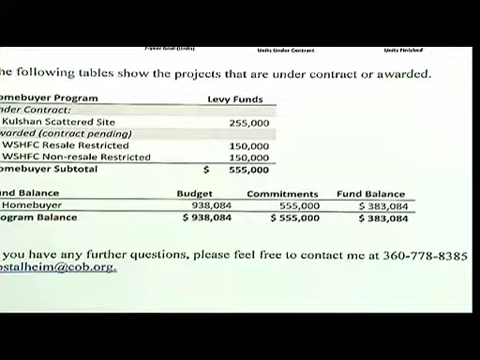 7-year Goal (Units) Units Under Contract Units Finished
he following tables show the projects that are under contract or awarded.
omebuyer Program Levy Funds
nder Contract:
Kulshan Scattered Site 255,000
warded (contract pending)
WSHFC Resale Restricted 150,000
WSHFC Non-resale Restricted 150,000
omebuyer Subtotal $ 555,000
und Balance Budget Commitments Fund Balance
Homebuyer 938,084 555,000 $ 383,084
ogram Balance $ 938,084 $ 555,000 $ 383,084
you have any further questions, please feel free to contact me at 360-778-8385
ostalheim@cob.org.